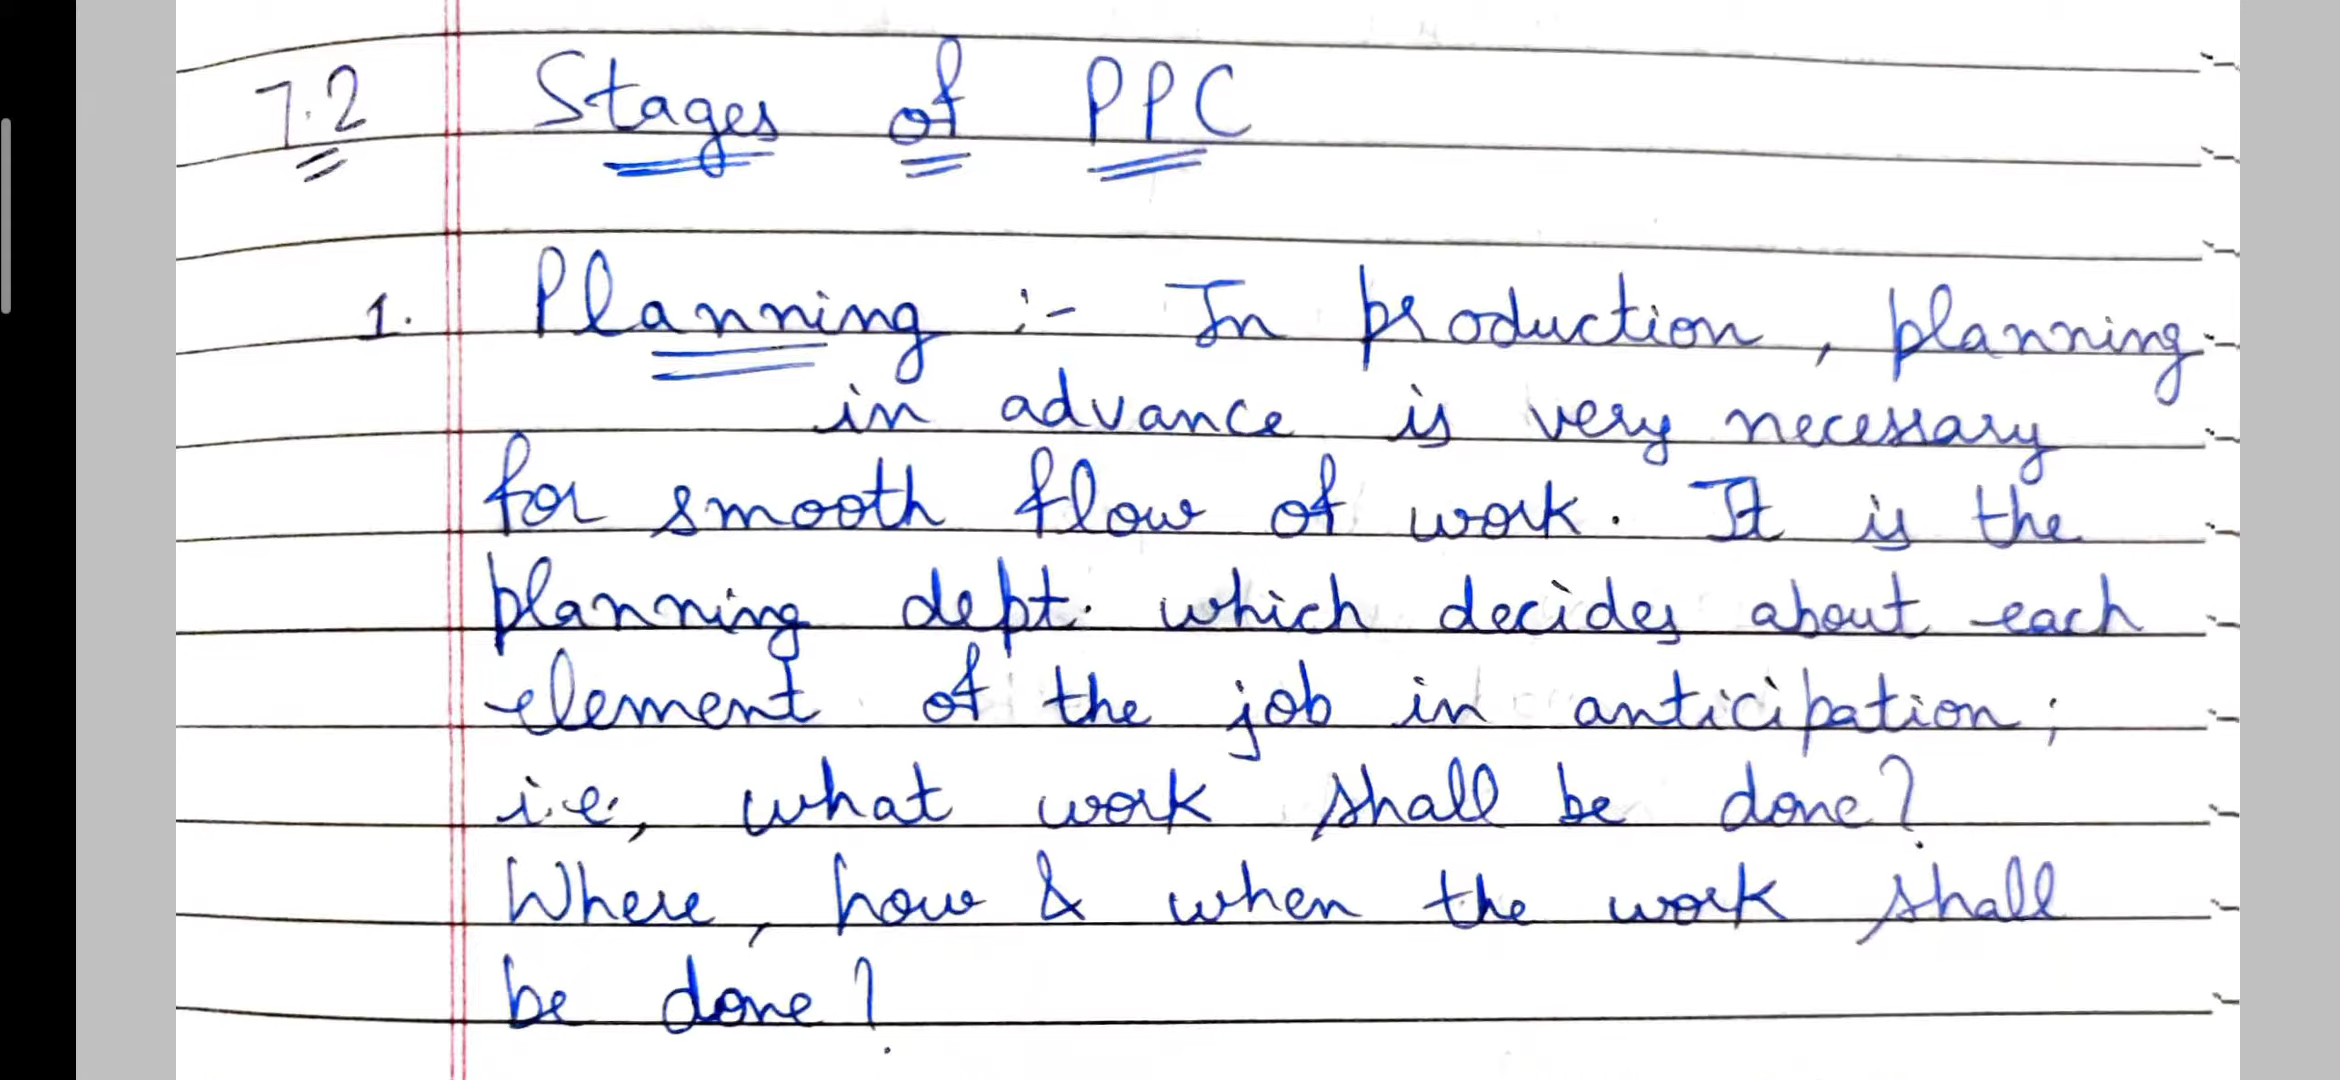 7.2 Stages of PPC
1. Planning :- In production, planning
in advance is very necessary
for smooth flow of work. It is the
planning dept. which decides about each
element of the job in anticipation;
i.e., what work shall be done?
Where, how & when the work shall
be done?